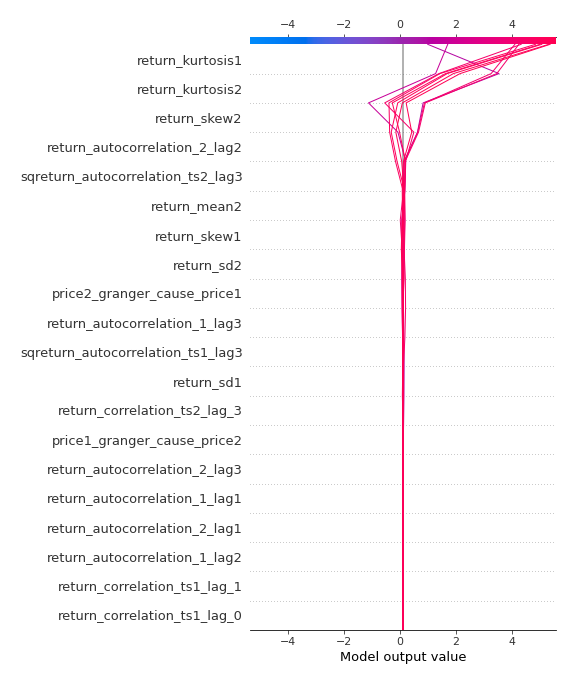 −4 −2 0 2 4
return_kurtosis1
return_kurtosis2
return_skew2
return_autocorrelation_2_lag2
sqreturn_autocorrelation_ts2_lag3
return_mean2
return_skew1
return_sd2
price2_granger_cause_price1
return_autocorrelation_1_lag3
sqreturn_autocorrelation_ts1_lag3
return_sd1
return_correlation_ts2_lag_3
price1_granger_cause_price2
return_autocorrelation_2_lag3
return_autocorrelation_1_lag1
return_autocorrelation_2_lag1
return_autocorrelation_1_lag2
return_correlation_ts1_lag_1
return_correlation_ts1_lag_0
−4 −2 0 2 4
Model output value